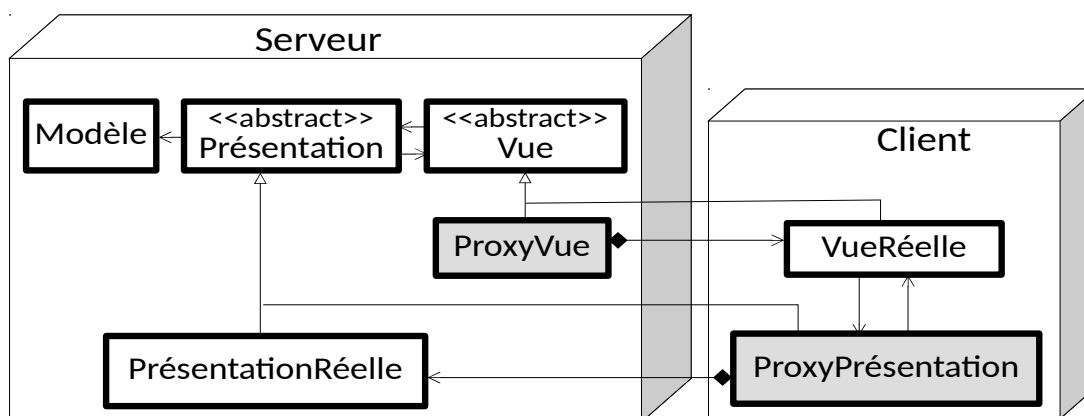 Serveur
Modèle
<<abstract>>
Présentation
<<abstract>>
Vue
Client
ProxyVue
VueRéelle
PrésentationRéelle
ProxyPrésentation